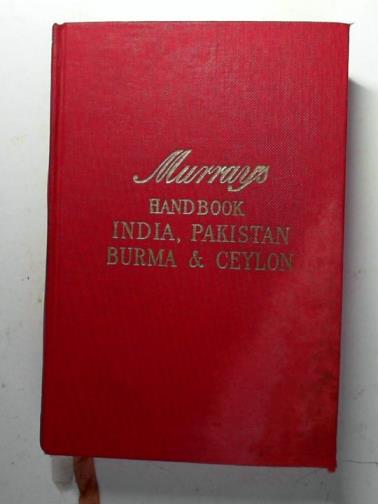 Murray's
HANDBOOK
INDIA, PAKISTAN
BURMA & CEYLON